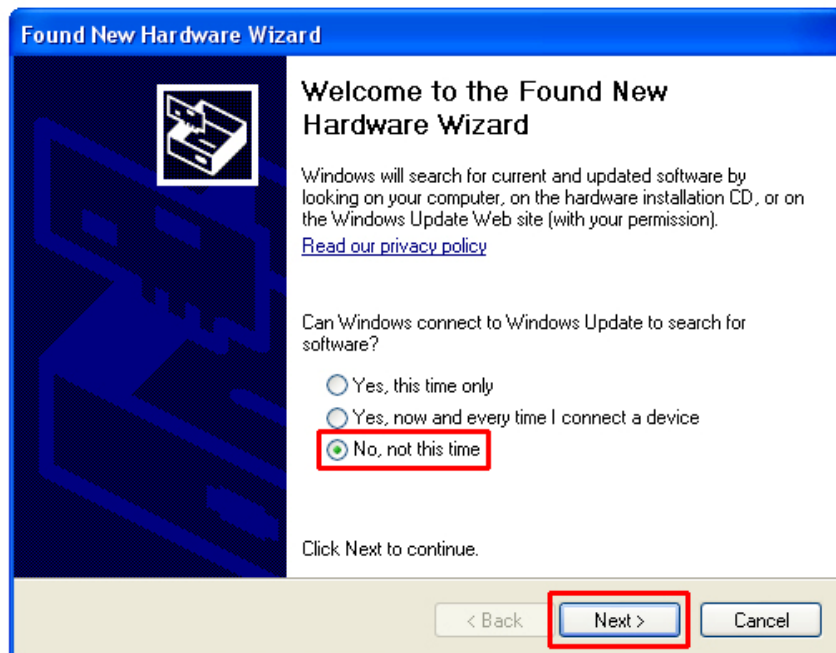 Found New Hardware Wizard
Welcome to the Found New
Hardware Wizard
Windows will search for current and updated software by
looking on your computer, on the hardware installation CD, or on
the Windows Update Web site (with your permission).
Read our privacy policy
Can Windows connect to Windows Update to search for
software?
Yes, this time only
Yes, now and every time I connect a device
No, not this time
Click Next to continue.
< Back
Next >
Cancel